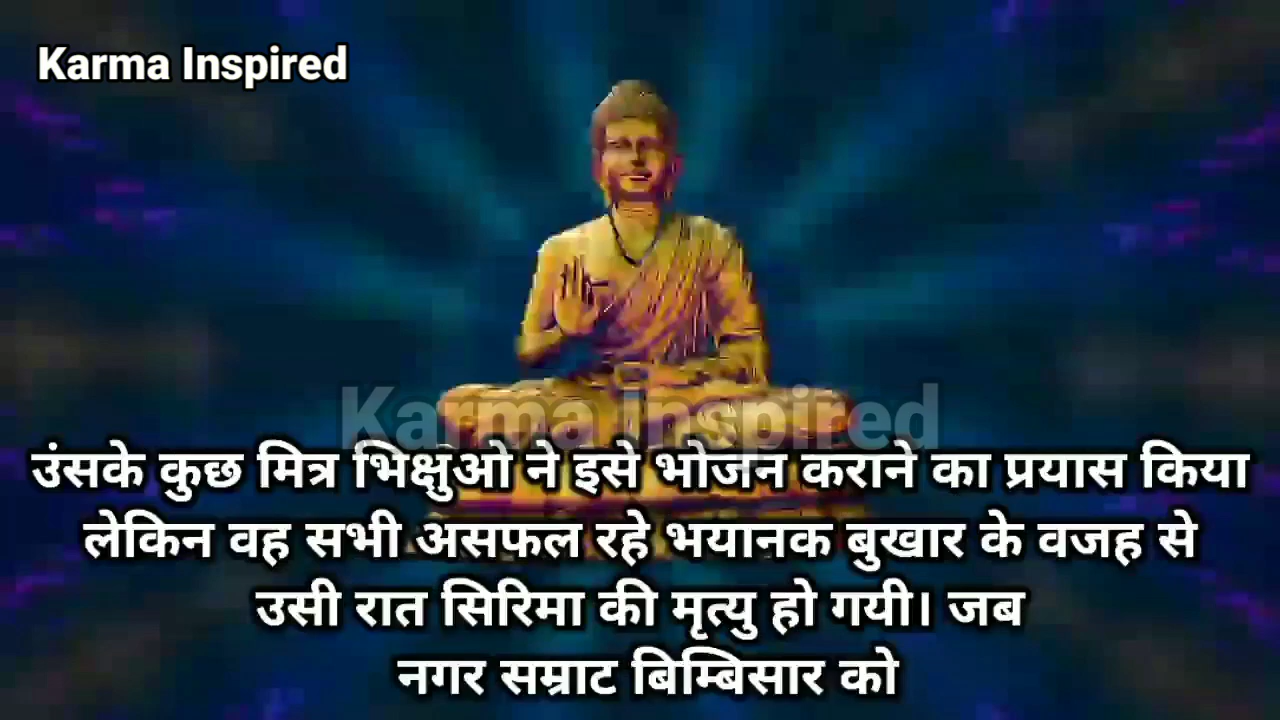 Karma Inspired
Karma Inspired
उंसके कुछ मित्र भिक्षुओ ने इसे भोजन कराने का प्रयास किया
लेकिन वह सभी असफल रहे भयानक बुखार के वजह से
उसी रात सिरिमा की मृत्यु हो गयी। जब
नगर सम्राट बिम्बिसार को